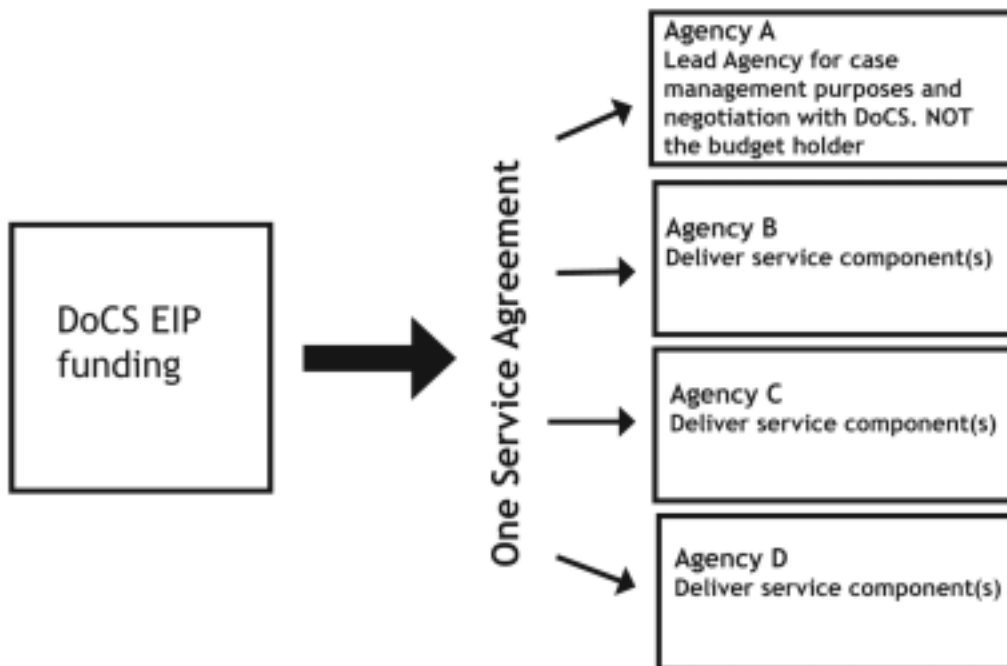 DoCS EIP
funding
One Service Agreement
Agency A
Lead Agency for case
management purposes and
negotiation with DoCS. NOT
the budget holder
Agency B
Deliver service component(s)
Agency C
Deliver service component(s)
Agency D
Deliver service component(s)